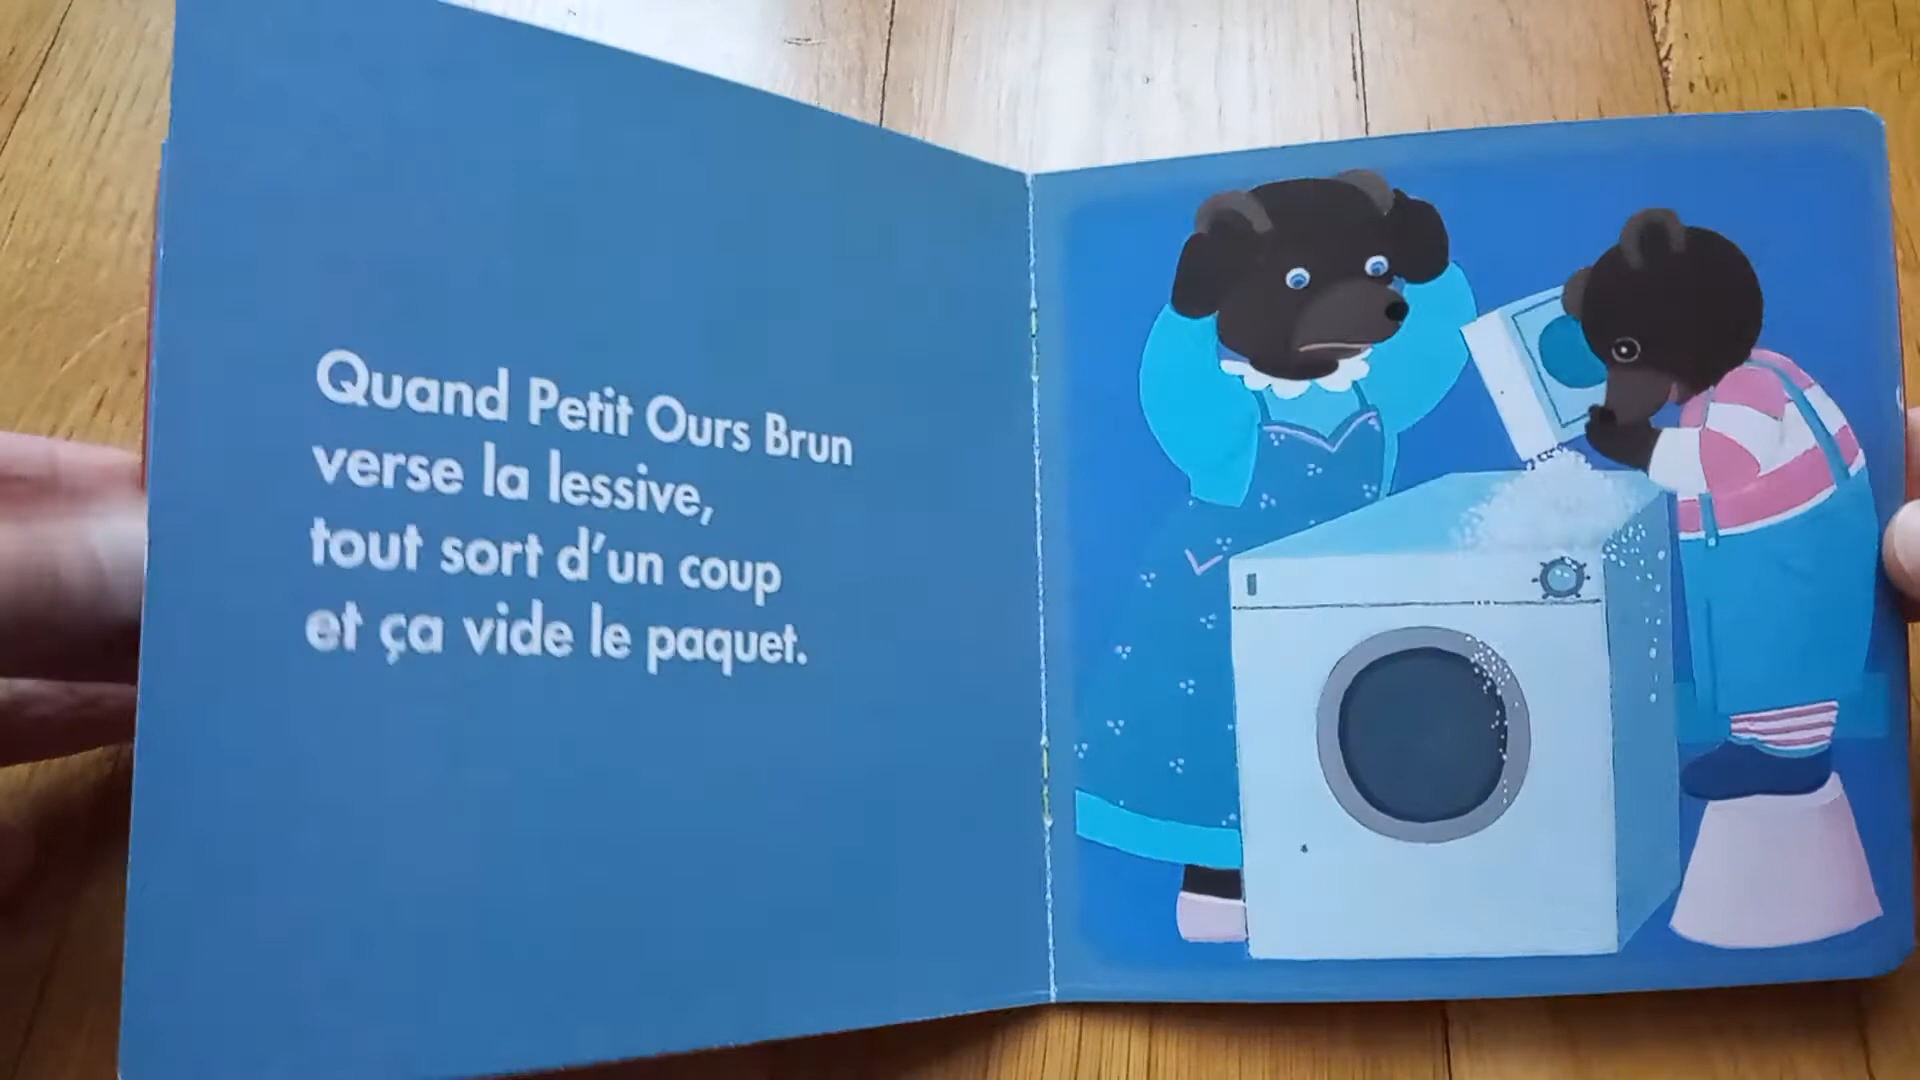 Quand Petit Ours Brun
verse la lessive,
tout sort d'un coup
et ça vide le paquet.